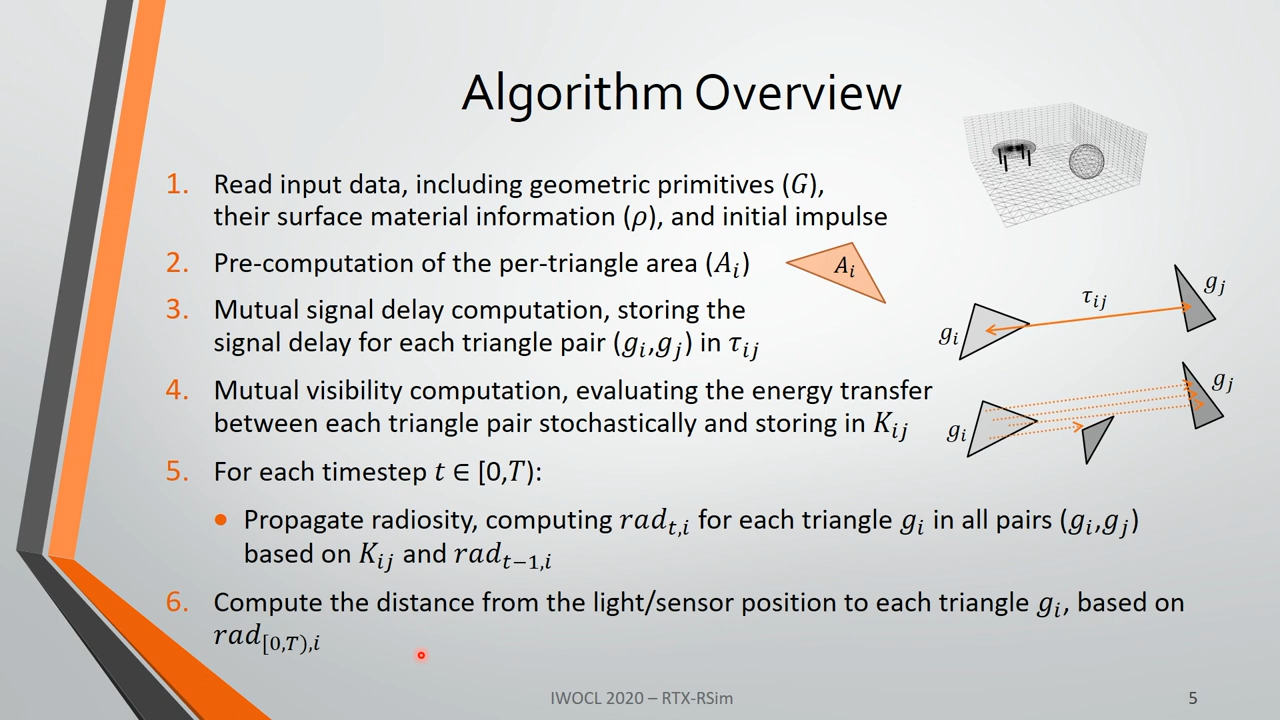 Algorithm Overview
1. Read input data, including geometric primitives (G),
their surface material information (ρ), and initial impulse
2. Pre-computation of the per-triangle area (A_i)
A_i
3. Mutual signal delay computation, storing the
signal delay for each triangle pair (g_i,g_j) in τ_ij
g_i
τ_ij
g_j
4. Mutual visibility computation, evaluating the energy transfer
between each triangle pair stochastically and storing in K_ij
g_i
g_j
5. For each timestep t ∈ [0,T):
• Propagate radiosity, computing rad_t,i for each triangle g_i in all pairs (g_i,g_j)
based on K_ij and rad_t−1,i
6. Compute the distance from the light/sensor position to each triangle g_i, based on
rad_[0,T),i
IWOCL 2020 – RTX-RSim
5